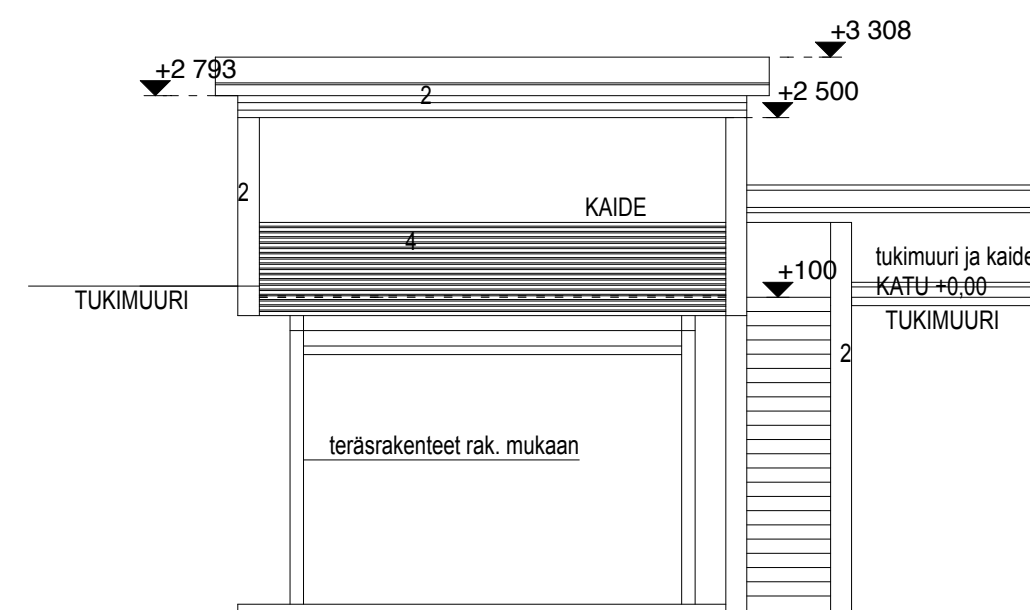 +3 308
+2 793
2
+2 500
2
KAIDE
4
tukimuuri ja kaide
+100
KATU +0,00
TUKIMUURI
TUKIMUURI
2
teräsrakenteet rak. mukaan